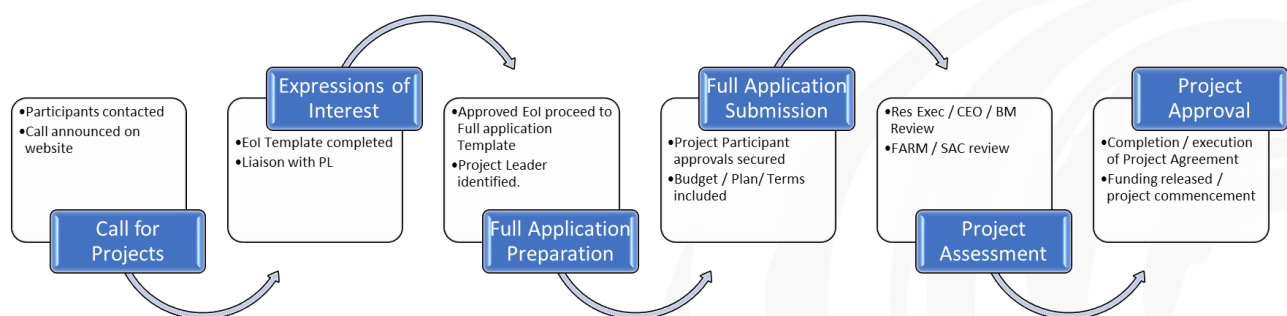 •Participants contacted
•Call announced on
website
Call for
Projects
Expressions of
Interest
•EoI Template completed
•Liaison with PL
•Approved EoI proceed to
Full application
Template
•Project Leader
identified.
Full Application
Preparation
Full Application
Submission
•Project Participant
approvals secured
•Budget / Plan/ Terms
included
•Res Exec / CEO / BM
Review
•FARM / SAC review
Project
Assessment
Project
Approval
•Completion / execution
of Project Agreement
•Funding released /
project commencement